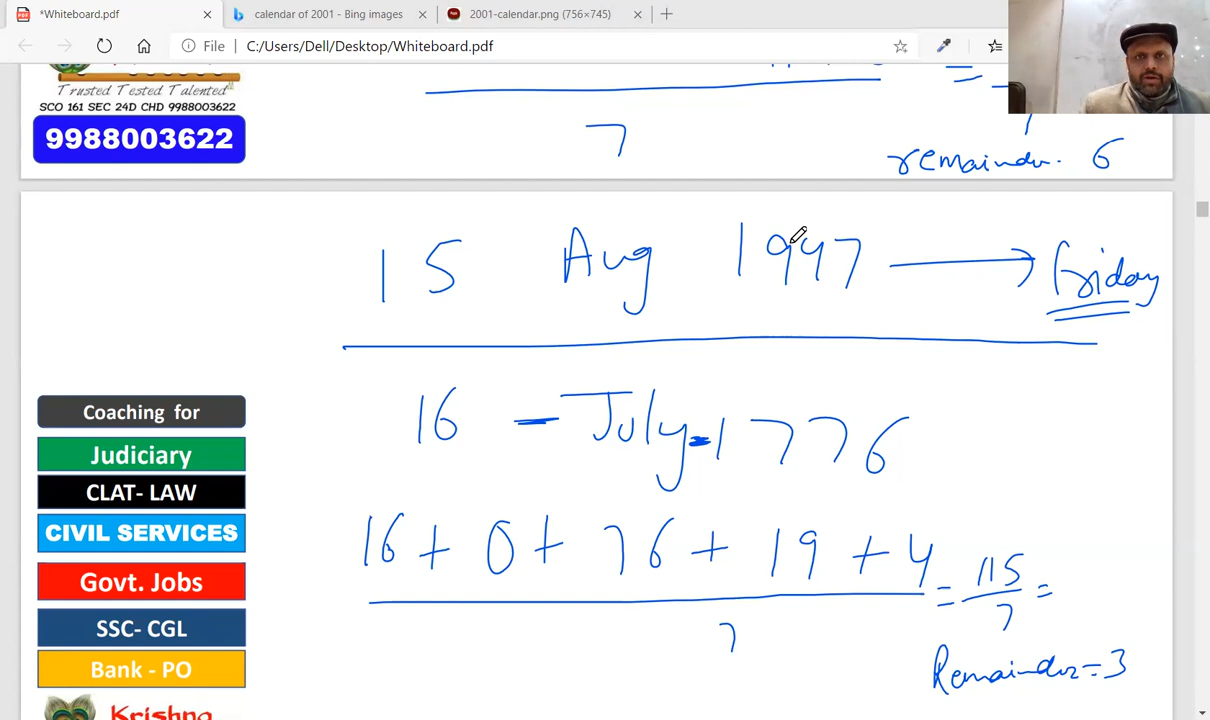 *Whiteboard.pdf
calendar of 2001 - Bing images
2001-calendar.png (756×745)
File
C:/Users/Dell/Desktop/Whiteboard.pdf
Trusted Tested Talented
SCO 161 SEC 24D CHD 9988003622
9988003622
7
7
remainder. 6
15 Aug 1947 → Friday
16 - July - 1776
16 + 0 + 76 + 19 + 4 = 115 =
7
7
Remainder = 3
Coaching for
Judiciary
CLAT- LAW
CIVIL SERVICES
Govt. Jobs
SSC- CGL
Bank - PO
Krishna